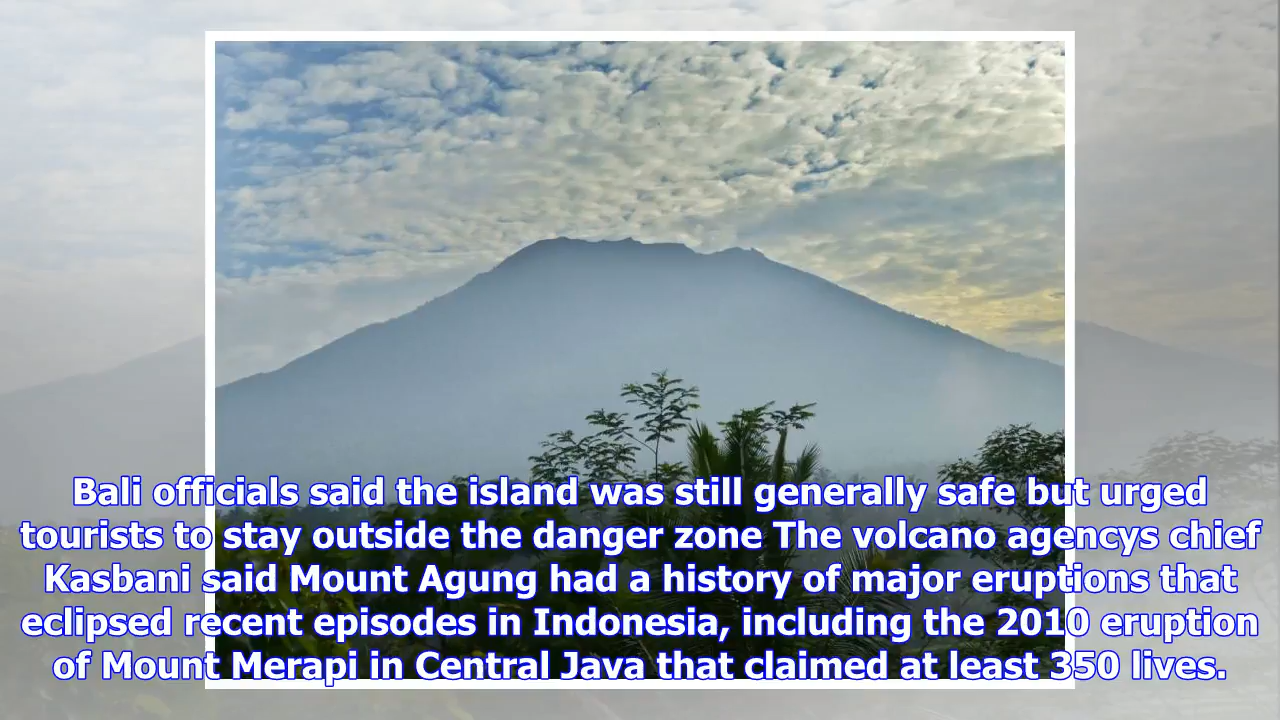 Bali officials said the island was still generally safe but urged
tourists to stay outside the danger zone The volcano agencys chief
Kasbani said Mount Agung had a history of major eruptions that
eclipsed recent episodes in Indonesia, including the 2010 eruption
of Mount Merapi in Central Java that claimed at least 350 lives.